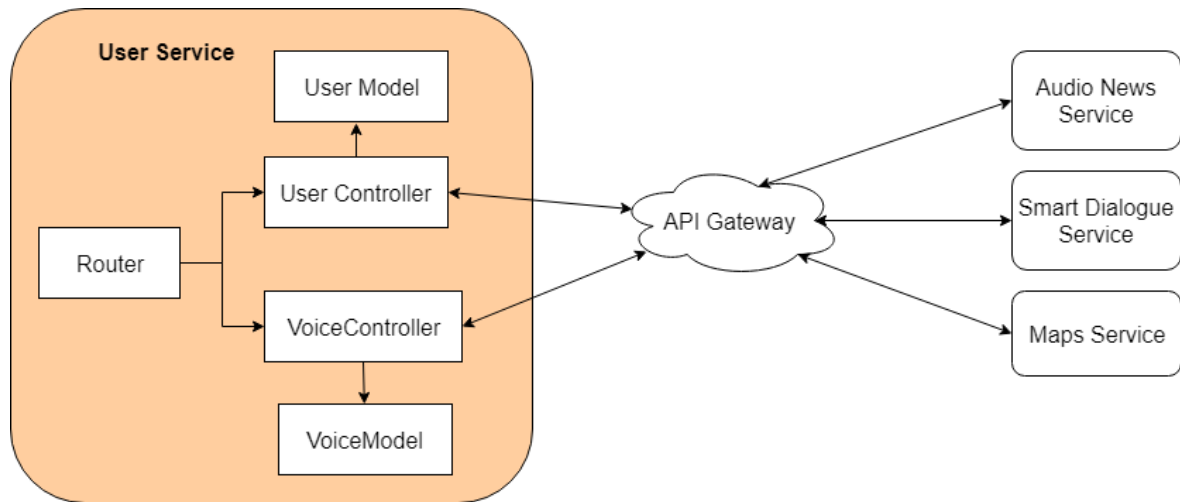 User Service
User Model
User Controller
Router
VoiceController
VoiceModel
API Gateway
Audio News
Service
Smart Dialogue
Service
Maps Service